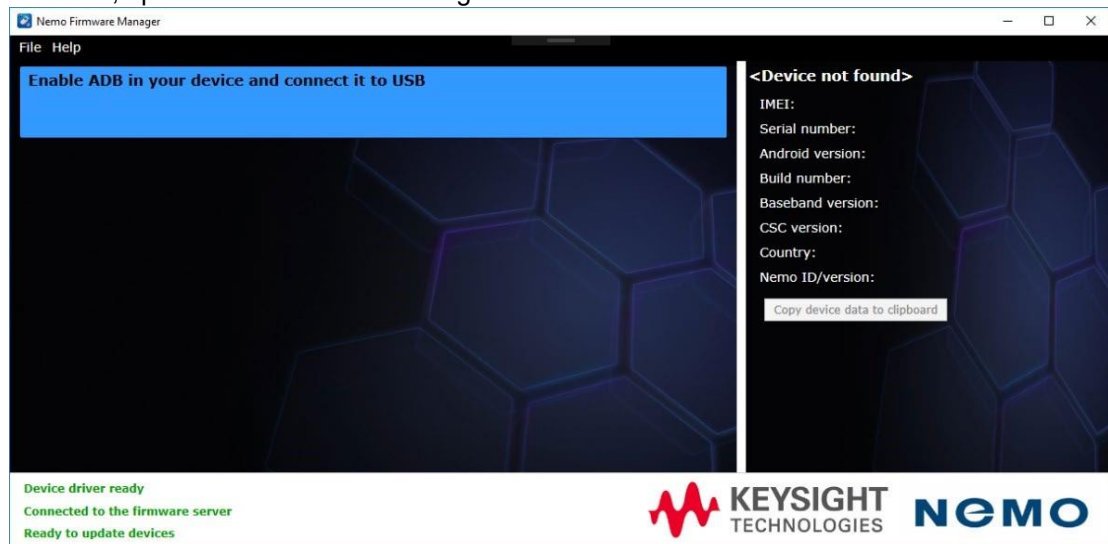 Nemo Firmware Manager
File Help
Enable ADB in your device and connect it to USB
<Device not found>
IMEI:
Serial number:
Android version:
Build number:
Baseband version:
CSC version:
Country:
Nemo ID/version:
Copy device data to clipboard
Device driver ready
Connected to the firmware server
Ready to update devices
KEYSIGHT
TECHNOLOGIES
NEMO